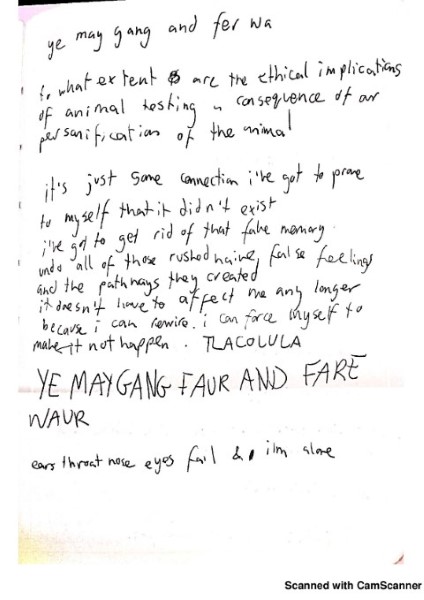 ye may gang and fer wa
to what extent are the ethical implications
of animal testing a consequence of our
personification of the animal
it's just some connection i've got to prove
to myself that it didn't exist
i've got to get rid of that fake memory.
undo all of those rushed naive, false feelings
and the pathways they created
it doesn't have to affect me any longer
because i can rewire. i can force myself to
make it not happen. TLACOLULA
YE MAY GANG FAUR AND FARE
WAUR
ears throat nose eyes fail & i'm alone
Scanned with CamScanner